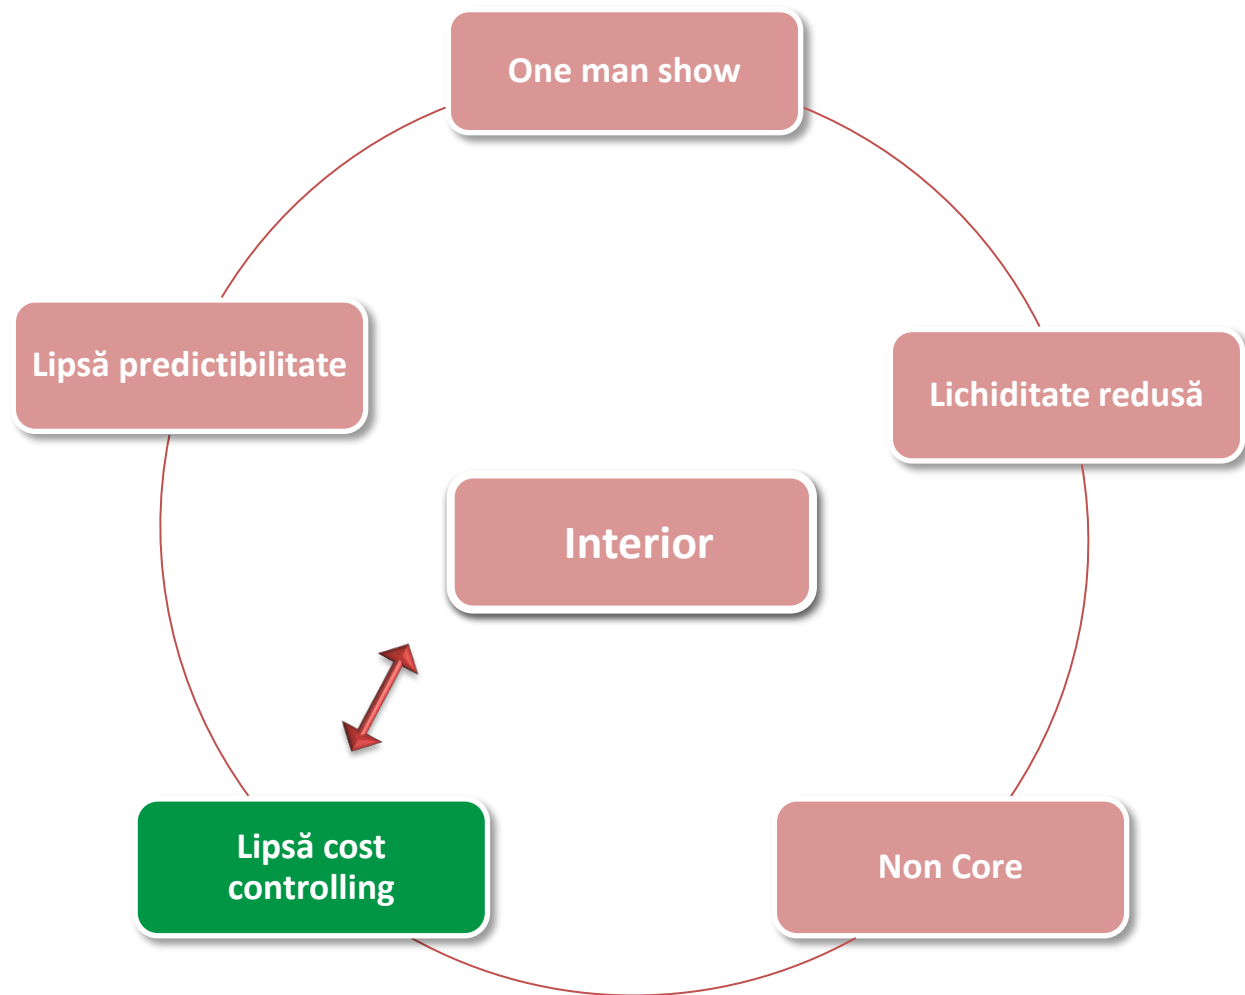 One man show
Lipsă predictibilitate
Lichiditate redusă
Interior
Lipsă cost
controlling
Non Core